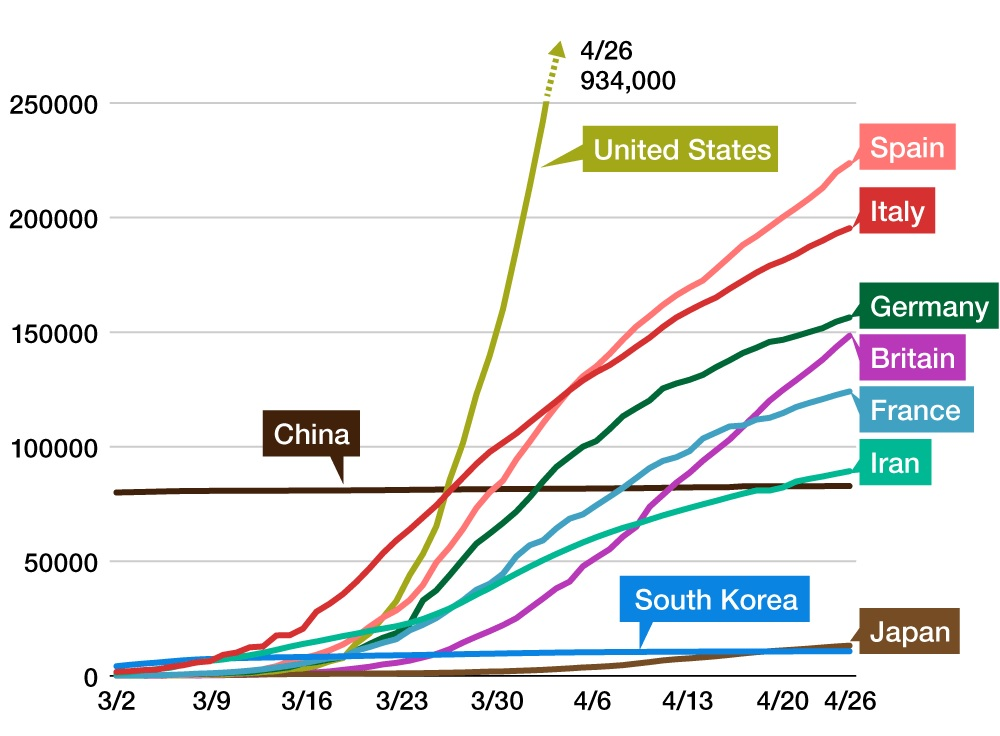 4/26
934,000
250000
United States
Spain
200000
Italy
Germany
150000
Britain
France
China
100000
Iran
50000
South Korea
Japan
0
3/2 3/9 3/16 3/23 3/30 4/6 4/13 4/20 4/26